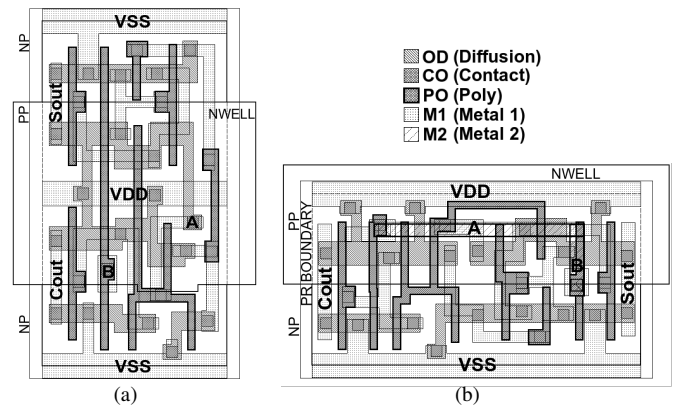 VSS
NP
Sout
PP
NWELL
VDD
A
B
Cout
NP
VSS
(a)
OD (Diffusion)
CO (Contact)
PO (Poly)
M1 (Metal 1)
M2 (Metal 2)
NWELL
VDD
PP
PR BOUNDARY
A
B
Cout
Sout
NP
VSS
(b)